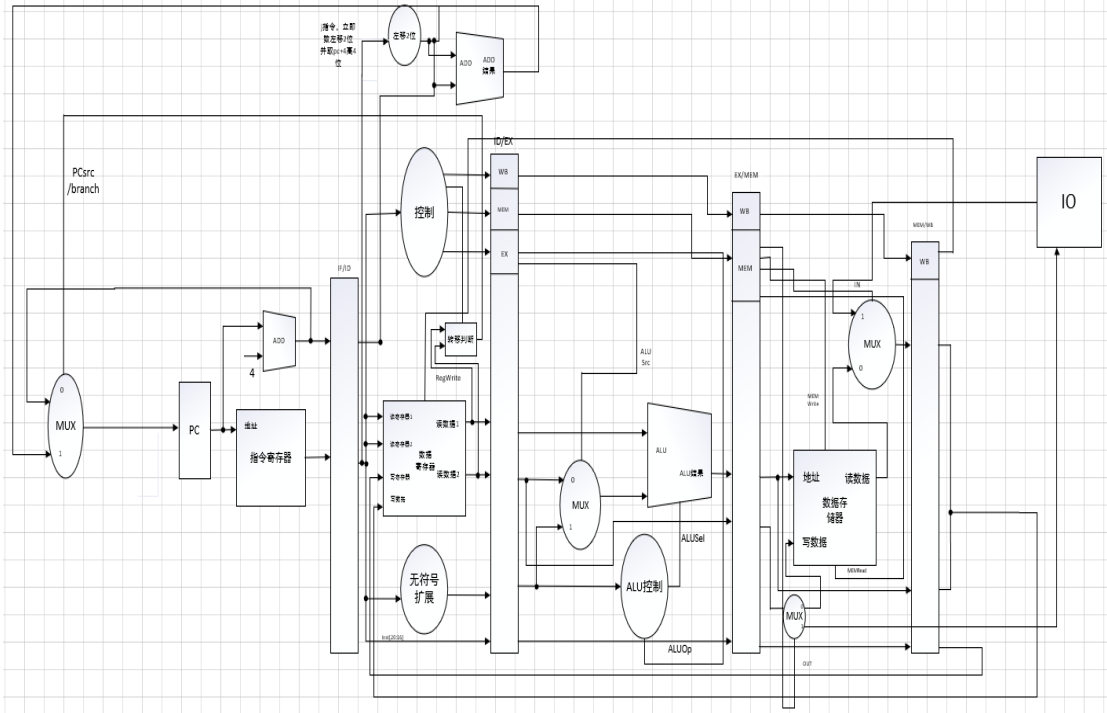 j指令，立即
数左移2位
并取pc+4高4
位
左移2位
ADD
ADD
结果
PCsrc
/branch
ID/EX
WB
MEM
EX
控制
EX/MEM
WB
MEM
IO
MEM/WB
WB
IF/ID
IN
1
MUX
0
ADD
4
转移判断
RegWrite
ALU
Src
0
MUX
1
PC
地址
指令寄存器
读寄存器1
读寄存器2
写寄存器
写数据
读数据1
数据
寄存器
读数据2
ALU
ALU结果
0
MUX
1
ALUSel
MEM
Write
地址
读数据
数据存
储器
写数据
MEMRead
无符号
扩展
ALU控制
ALUOp
0
MUX
1
OUT